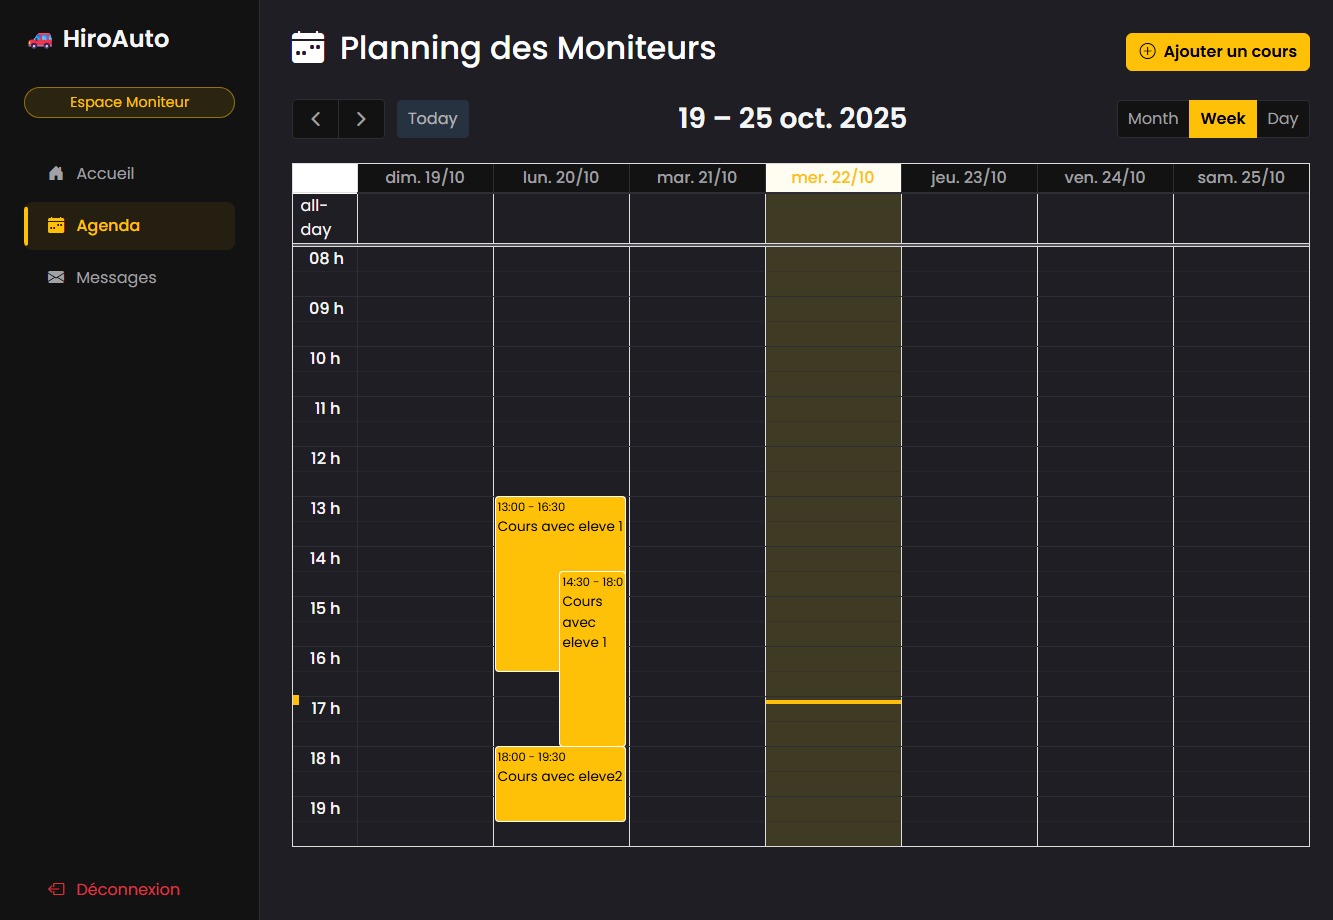 HiroAuto
Espace Moniteur
Accueil
Agenda
Messages
Déconnexion
Planning des Moniteurs
Ajouter un cours
Today
19 – 25 oct. 2025
Month Week Day
dim. 19/10 lun. 20/10 mar. 21/10 mer. 22/10 jeu. 23/10 ven. 24/10 sam. 25/10
all-
day
08 h
09 h
10 h
11 h
12 h
13 h
14 h
15 h
16 h
17 h
18 h
19 h
13:00 - 16:30
Cours avec eleve 1
14:30 - 18:0
Cours
avec
eleve 1
18:00 - 19:30
Cours avec eleve2